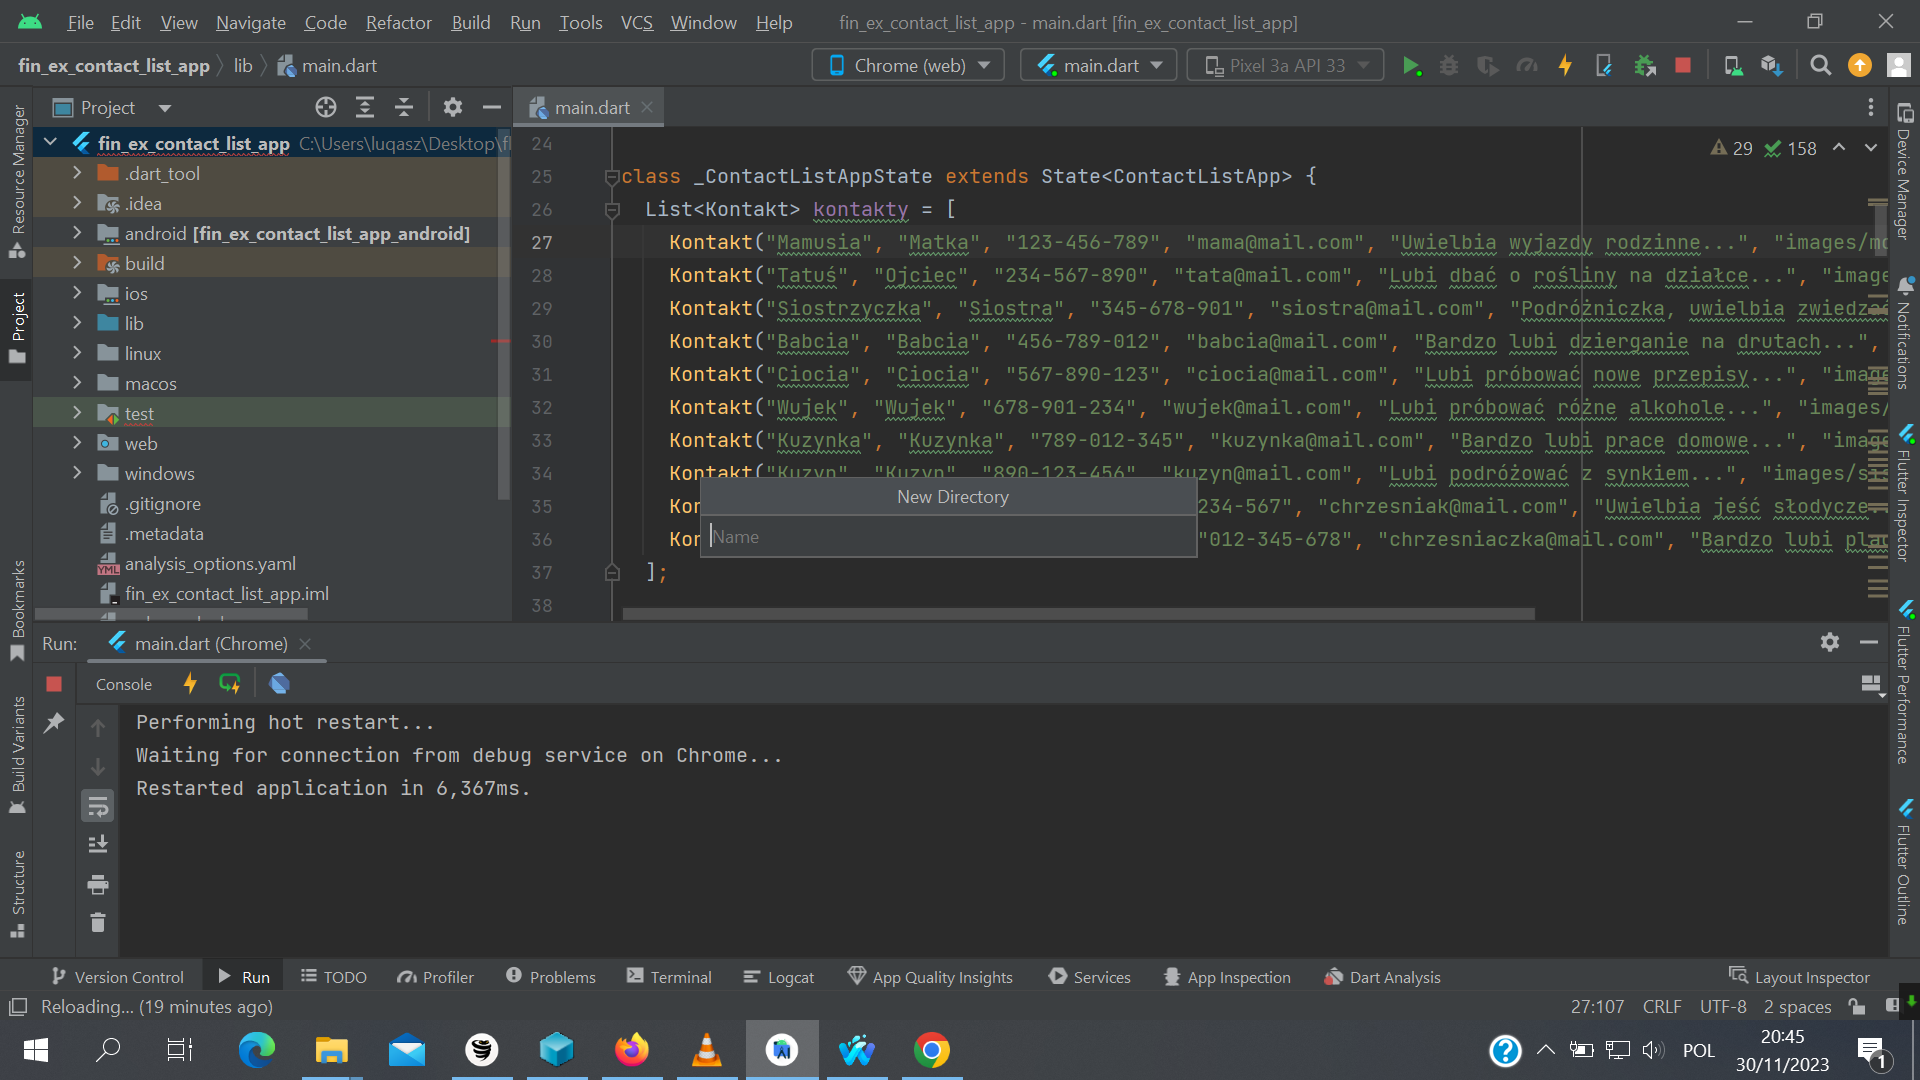 File Edit View Navigate Code Refactor Build Run Tools VCS Window Help fin_ex_contact_list_app - main.dart [fin_ex_contact_list_app]
fin_ex_contact_list_app lib main.dart Chrome (web) main.dart Pixel 3a API 33
Project
main.dart
fin_ex_contact_list_app C:\Users\luqasz\Desktop\
.dart_tool
.idea
android [fin_ex_contact_list_app_android]
build
ios
lib
linux
macos
test
web
windows
.gitignore
.metadata
analysis_options.yaml
fin_ex_contact_list_app.iml
29 158
24
25 class _ContactListAppState extends State<ContactListApp> {
26 List<Kontakt> kontakty = [
27 Kontakt("Mamusia", "Matka", "123-456-789", "mama@mail.com", "Uwielbia wyjazdy rodzinne...", "images/mo
28 Kontakt("Tatuś", "Ojciec", "234-567-890", "tata@mail.com", "Lubi dbać o rośliny na działce...", "image
29 Kontakt("Siostrzyczka", "Siostra", "345-678-901", "siostra@mail.com", "Podróżniczka, uwielbia zwiedzać
30 Kontakt("Babcia", "Babcia", "456-789-012", "babcia@mail.com", "Bardzo lubi dzierganie na drutach...",
31 Kontakt("Ciocia", "Ciocia", "567-890-123", "ciocia@mail.com", "Lubi próbować nowe przepisy...", "imag
32 Kontakt("Wujek", "Wujek", "678-901-234", "wujek@mail.com", "Lubi próbować różne alkohole...", "images/
33 Kontakt("Kuzynka", "Kuzynka", "789-012-345", "kuzynka@mail.com", "Bardzo lubi prace domowe...", "imag
34 Kontakt("Kuzyn", "Kuzyn", "890-123-456", "kuzyn@mail.com", "Lubi podróżować z synkiem...", "images/sis
35 Kon 234-567", "chrzesniak@mail.com", "Uwielbia jeść słodycze.
36 Kon "012-345-678", "chrzesniaczka@mail.com", "Bardzo lubi pla
37 ];
38
New Directory
Name
Run: main.dart (Chrome)
Console
Performing hot restart...
Waiting for connection from debug service on Chrome...
Restarted application in 6,367ms.
Resource Manager
Project
Bookmarks
Build Variants
Structure
Device Manager
Notifications
Flutter Inspector
Flutter Performance
Flutter Outline
Version Control Run TODO Profiler Problems Terminal Logcat App Quality Insights Services App Inspection Dart Analysis Layout Inspector
Reloading... (19 minutes ago) 27:107 CRLF UTF-8 2 spaces
POL
20:45
30/11/2023
1